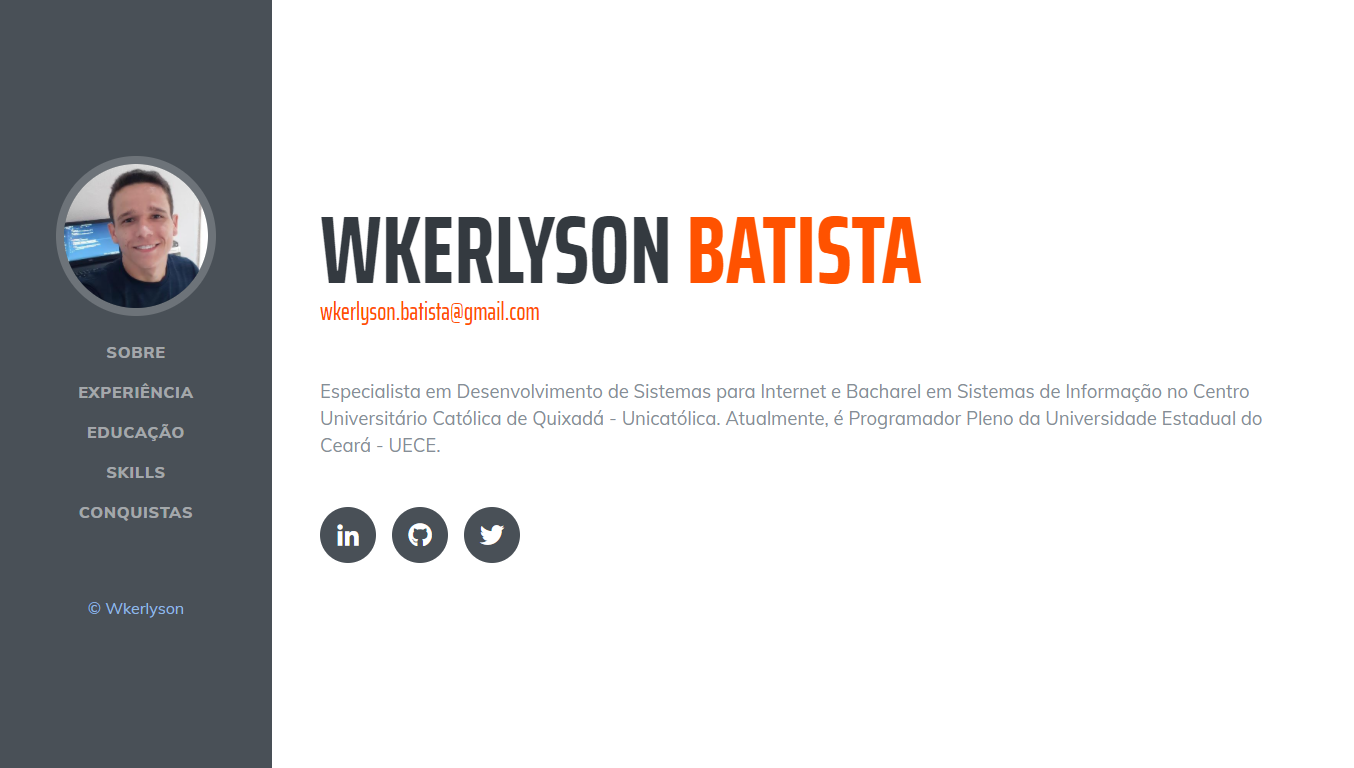 SOBRE
EXPERIÊNCIA
EDUCAÇÃO
SKILLS
CONQUISTAS
© Wkerlyson
WKERLYSON BATISTA
wkerlyson.batista@gmail.com
Especialista em Desenvolvimento de Sistemas para Internet e Bacharel em Sistemas de Informação no Centro
Universitário Católica de Quixadá - Unicatólica. Atualmente, é Programador Pleno da Universidade Estadual do
Ceará - UECE.
in